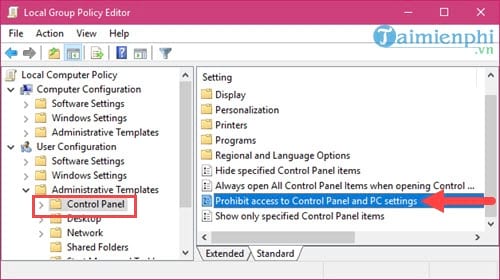 Local Group Policy Editor
File Action View Help
Taimienphi
.vn
Local Computer Policy
Computer Configuration
Software Settings
Windows Settings
Administrative Templates
User Configuration
Software Settings
Windows Settings
Administrative Templates
Control Panel
Desktop
Network
Shared Folders
Setting
Display
Personalization
Printers
Programs
Regional and Language Options
Hide specified Control Panel items
Always open All Control Panel Items when opening Control ...
Prohibit access to Control Panel and PC settings
Show only specified Control Panel items
Extended Standard